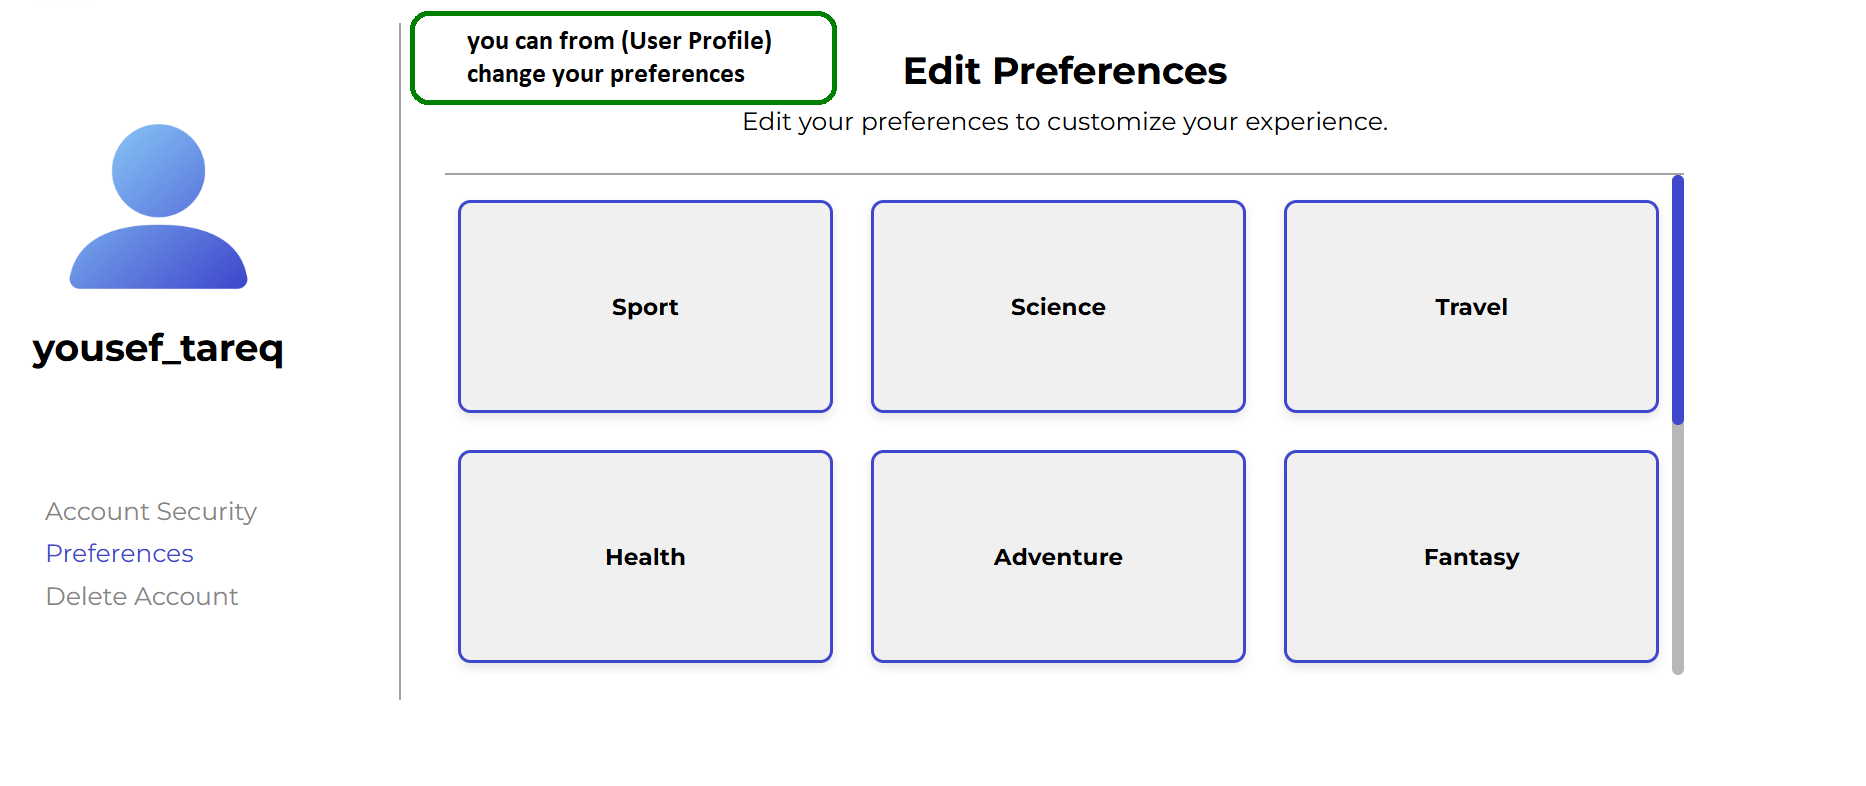 you can from (User Profile)
change your preferences
Edit Preferences
Edit your preferences to customize your experience.
yousef_tareq
Account Security
Preferences
Delete Account
Sport
Science
Travel
Health
Adventure
Fantasy